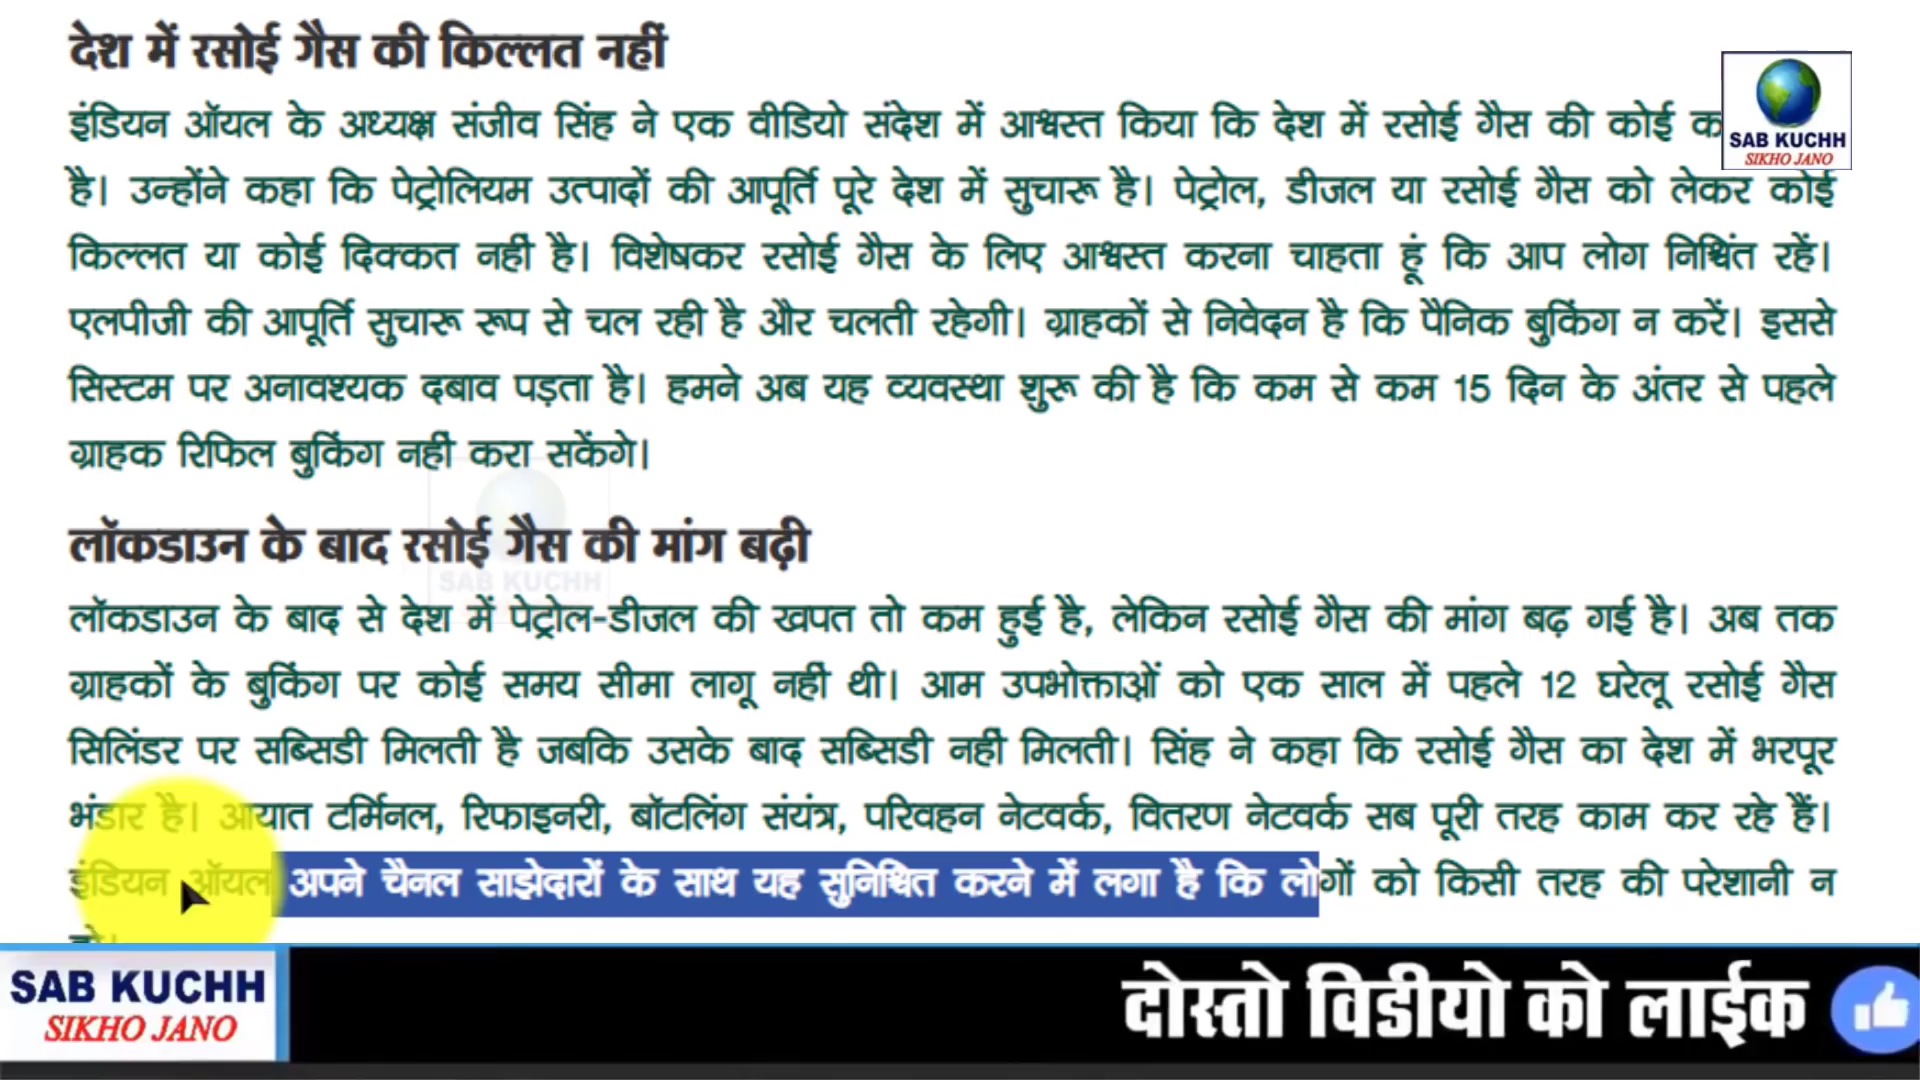 देश में रसोई गैस की किल्लत नहीं
इंडियन ऑयल के अध्यक्ष संजीव सिंह ने एक वीडियो संदेश में आश्वस्त किया कि देश में रसोई गैस की कोई
SAB KUCHH
SIKHO JANO
है। उन्होंने कहा कि पेट्रोलियम उत्पादों की आपूर्ति पूरे देश में सुचारू है। पेट्रोल, डीजल या रसोई गैस को लेकर कोई
किल्लत या कोई दिक्कत नहीं है। विशेषकर रसोई गैस के लिए आश्वस्त करना चाहता हूं कि आप लोग निश्चिंत रहें।
एलपीजी की आपूर्ति सुचारू रूप से चल रही है और चलती रहेगी। ग्राहकों से निवेदन है कि पैनिक बुकिंग न करें। इससे
सिस्टम पर अनावश्यक दबाव पड़ता है। हमने अब यह व्यवस्था शुरू की है कि कम से कम 15 दिन के अंतर से पहले
ग्राहक रिफिल बुकिंग नहीं करा सकेंगे।
लॉकडाउन के बाद रसोई गैस की मांग बढ़ी
SAB KUCHH
लॉकडाउन के बाद से देश में पेट्रोल-डीजल की खपत तो कम हुई है, लेकिन रसोई गैस की मांग बढ़ गई है। अब तक
ग्राहकों के बुकिंग पर कोई समय सीमा लागू नहीं थी। आम उपभोक्ताओं को एक साल में पहले 12 घरेलू रसोई गैस
सिलिंडर पर सब्सिडी मिलती है जबकि उसके बाद सब्सिडी नहीं मिलती। सिंह ने कहा कि रसोई गैस का देश में भरपूर
भंडार है। आयात टर्मिनल, रिफाइनरी, बॉटलिंग संयंत्र, परिवहन नेटवर्क, वितरण नेटवर्क सब पूरी तरह काम कर रहे हैं।
इंडियन ऑयल अपने चैनल साझेदारों के साथ यह सुनिश्चित करने में लगा है कि लोगों को किसी तरह की परेशानी न
SAB KUCHH
SIKHO JANO
दोस्तो विडीयो को लाईक